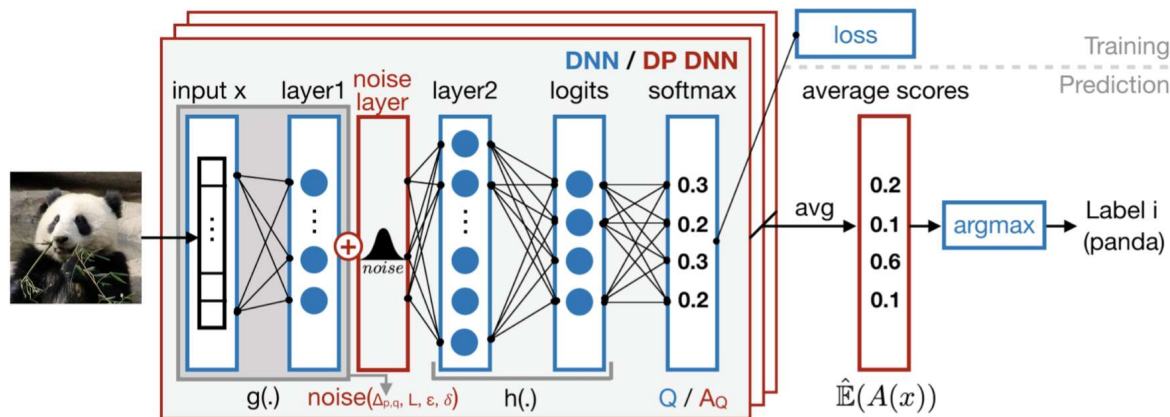 loss
Training
Prediction
DNN / DP DNN
input x
layer1
noise
layer
layer2
logits
softmax
average scores
...
...
+
noise
...
0.3
0.2
0.3
0.2
avg
0.2
0.1
0.6
0.1
argmax
Label i
(panda)
g(.)
noise(Δp,q, L, ε, δ)
h(.)
Q / AQ
Ê(A(x))